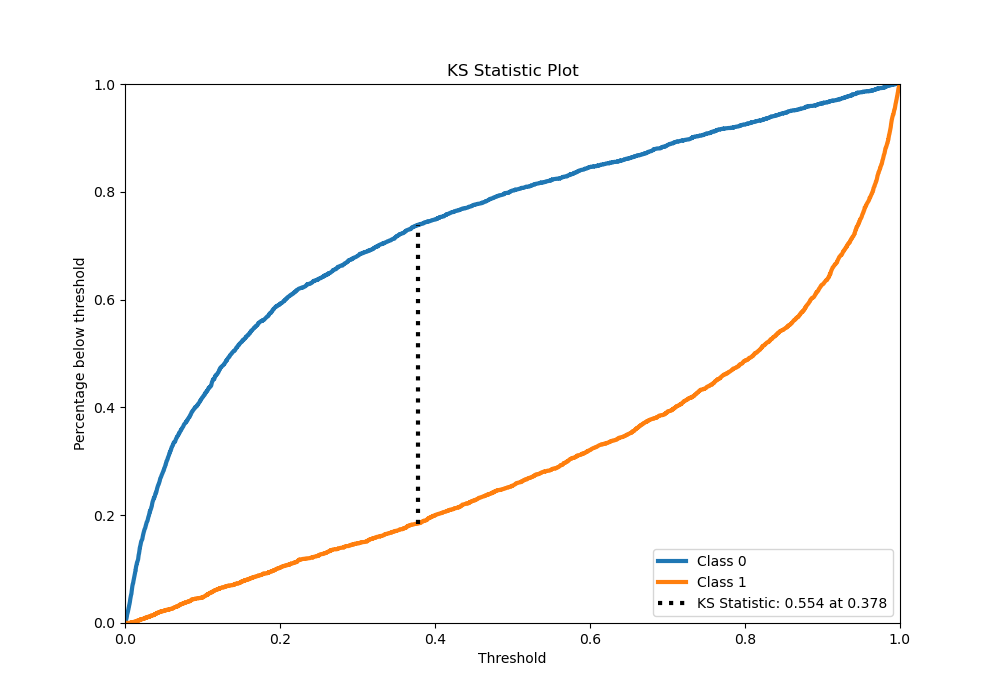 KS Statistic Plot
1.0
0.8
0.6
0.4
0.2
0.0
Percentage below threshold
0.0 0.2 0.4 0.6 0.8 1.0
Threshold
Class 0
Class 1
KS Statistic: 0.554 at 0.378